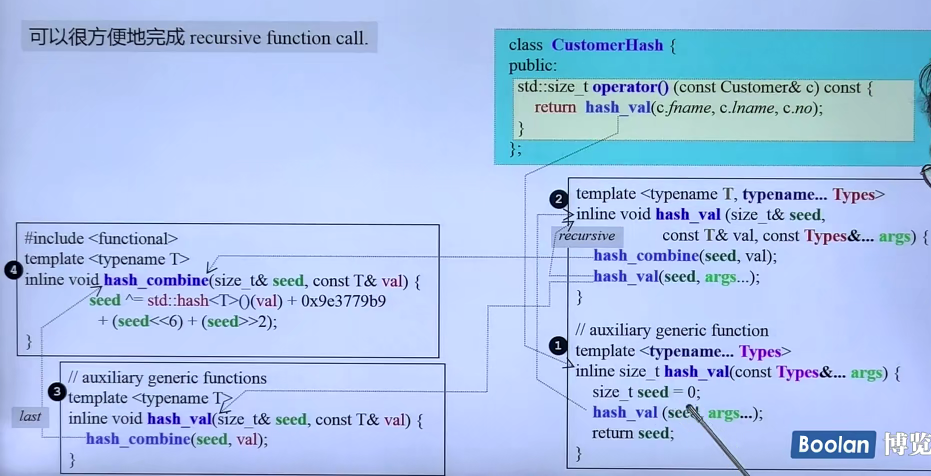 可以很方便地完成 recursive function call.
class CustomerHash {
public:
std::size_t operator() (const Customer& c) const {
return hash_val(c.fname, c.lname, c.no);
}
};
2
template <typename T, typename... Types>
inline void hash_val (size_t& seed,
const T& val, const Types&... args) {
recursive
hash_combine(seed, val);
hash_val(seed, args...);
}
4
#include <functional>
template <typename T>
inline void hash_combine(size_t& seed, const T& val) {
seed ^= std::hash<T>()(val) + 0x9e3779b9
+ (seed<<6) + (seed>>2);
}
1
// auxiliary generic function
template <typename... Types>
inline size_t hash_val(const Types&... args) {
size_t seed = 0;
hash_val (seed, args...);
return seed;
}
3
// auxiliary generic functions
template <typename T>
inline void hash_val(size_t& seed, const T& val) {
hash_combine(seed, val);
}
last
Boolan 博览